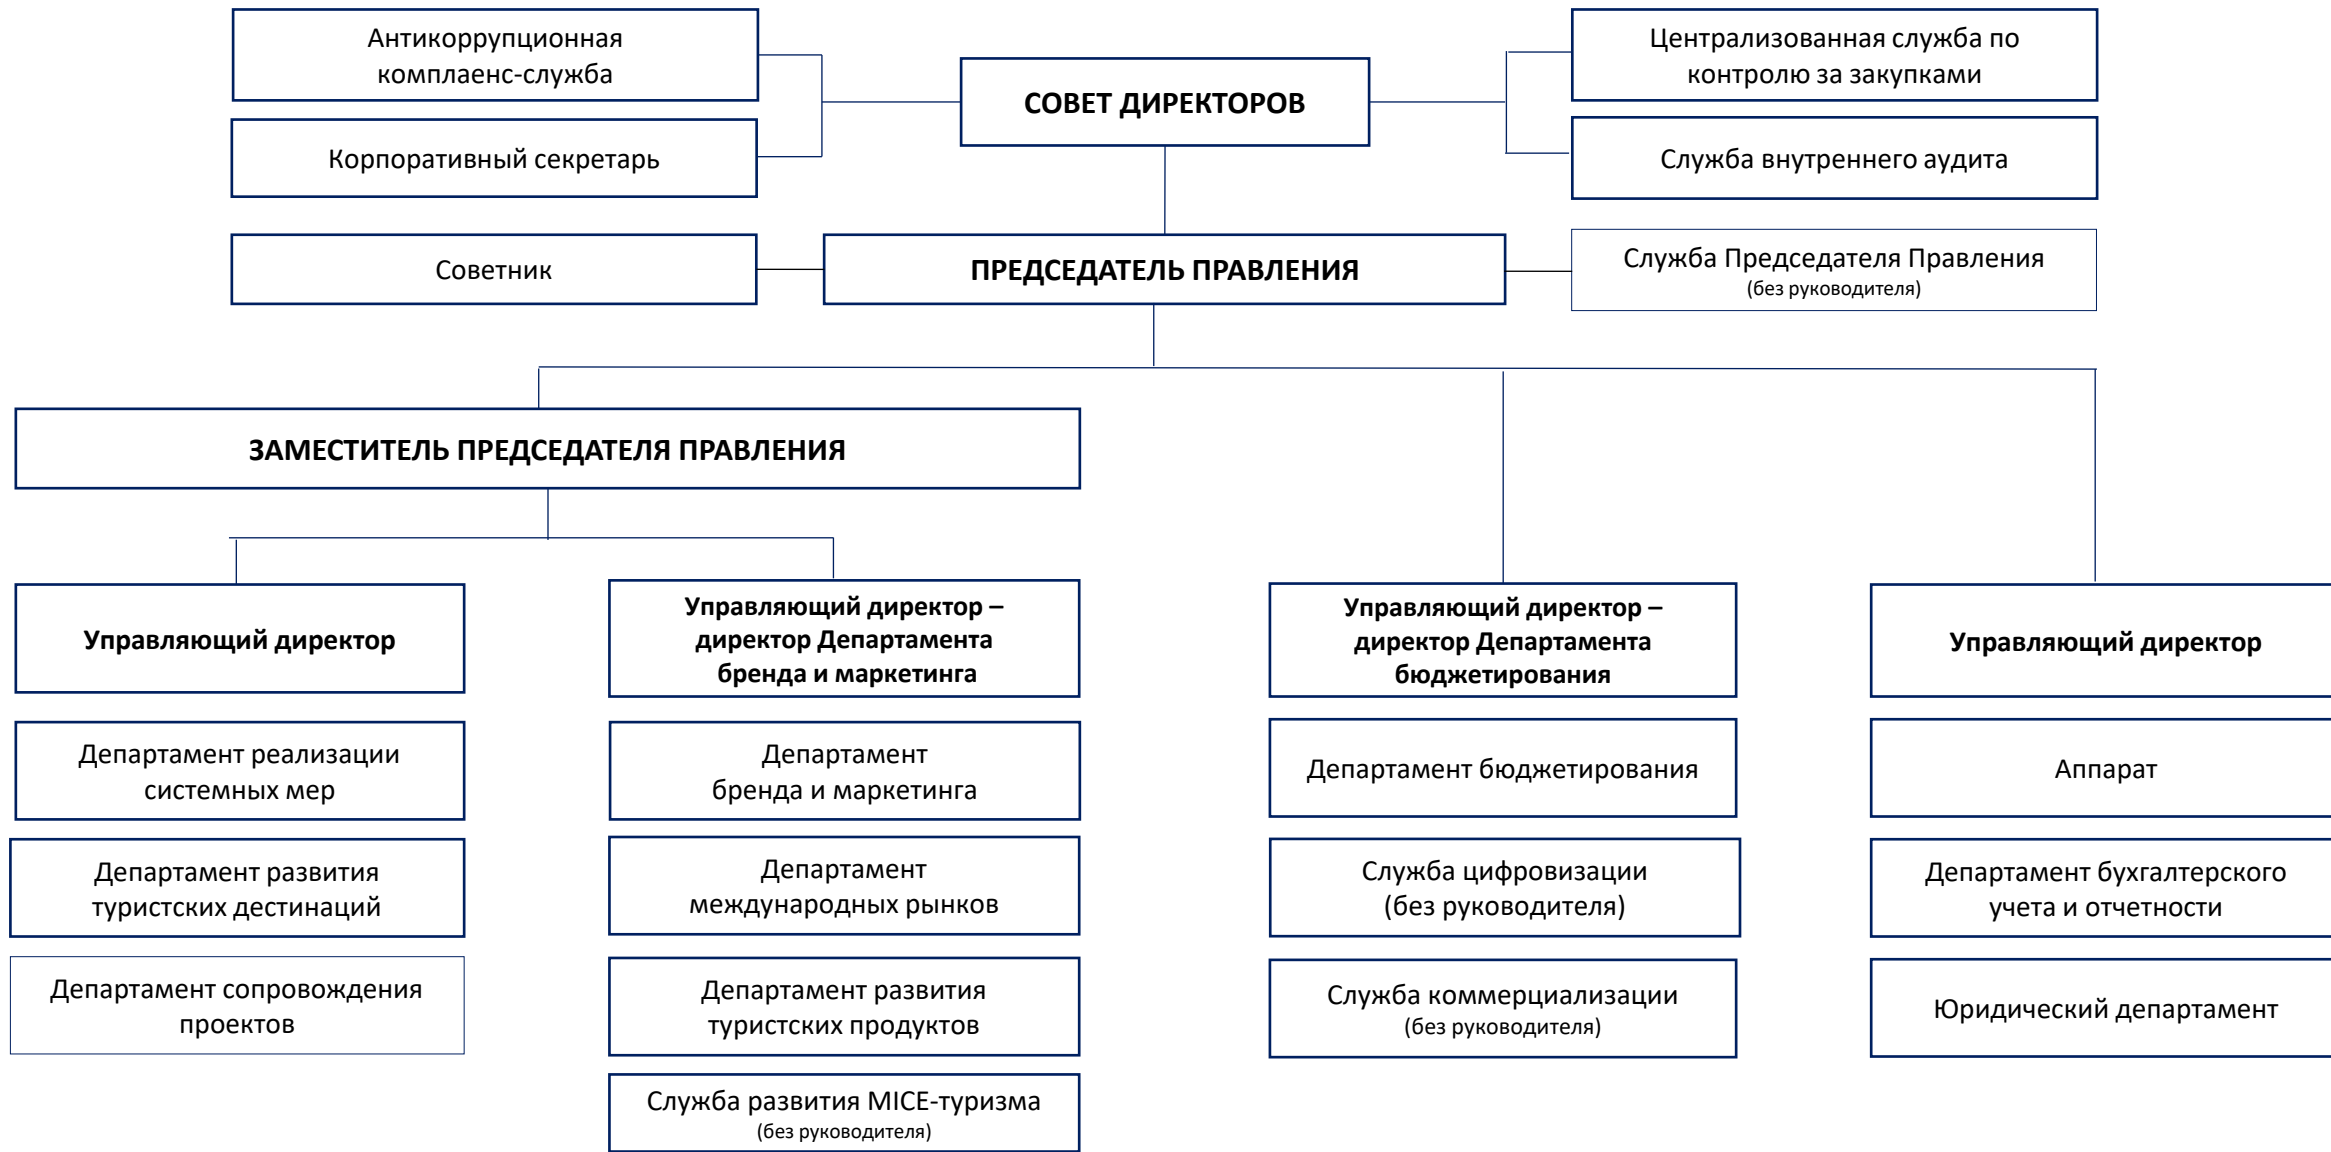 Антикоррупционная
комплаенс-служба
Корпоративный секретарь
СОВЕТ ДИРЕКТОРОВ
Централизованная служба по
контролю за закупками
Служба внутреннего аудита
Советник
ПРЕДСЕДАТЕЛЬ ПРАВЛЕНИЯ
Служба Председателя Правления
(без руководителя)
ЗАМЕСТИТЕЛЬ ПРЕДСЕДАТЕЛЯ ПРАВЛЕНИЯ
Управляющий директор
Департамент реализации
системных мер
Департамент развития
туристских дестинаций
Департамент сопровождения
проектов
Управляющий директор –
директор Департамента
бренда и маркетинга
Департамент
бренда и маркетинга
Департамент
международных рынков
Департамент развития
туристских продуктов
Служба развития MICE-туризма
(без руководителя)
Управляющий директор –
директор Департамента
бюджетирования
Департамент бюджетирования
Служба цифровизации
(без руководителя)
Служба коммерциализации
(без руководителя)
Управляющий директор
Аппарат
Департамент бухгалтерского
учета и отчетности
Юридический департамент